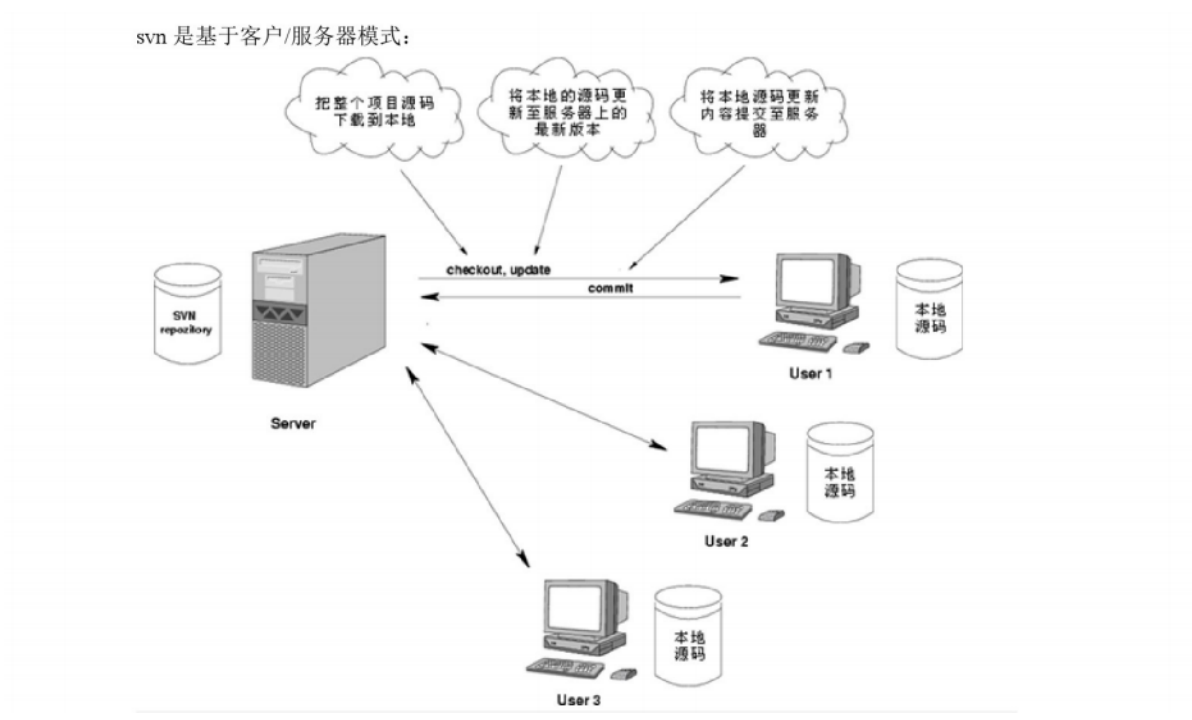 svn 是基于客户/服务器模式：
把整个项目源码
下载到本地
将本地的源码更
新至服务器上的
最新版本
将本地源码更新
内容提交至服务
器
checkout, update
commit
SVN
repozitory
本地
源码
User 1
Server
本地
源码
User 2
本地
源码
User 3